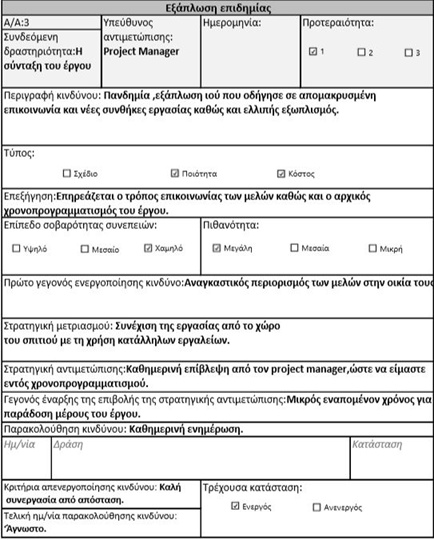 Εξάπλωση επιδημίας
Α/Α:3
Συνδεόμενη
δραστηριότητα:Η
σύνταξη του έργου
Υπεύθυνος
αντιμετώπισης:
Project Manager
Ημερομηνία:
Προτεραιότητα:
☑ 1 ☐ 2 ☐ 3
Περιγραφή κινδύνου: Πανδημία ,εξάπλωση ιού που οδήγησε σε απομακρυσμένη
επικοινωνία και νέες συνθήκες εργασίας καθώς και ελλιπής εξωπλισμός.
Τύπος:
☐ Σχέδιο ☑ Ποιότητα ☑ Κόστος
Επεξήγηση:Επηρεάζεται ο τρόπος επικοινωνίας των μελών καθώς και ο αρχικός
χρονοπρογραμματισμός του έργου.
Επίπεδο σοβαρότητας συνεπειών:
☐ Υψηλό ☐ Μεσαίο ☑ Χαμηλό
Πιθανότητα:
☑ Μεγάλη ☐ Μεσαία ☐ Μικρή
Πρώτο γεγονός ενεργοποίησης κινδύνο:Αναγκαστικός περιορισμός των μελών στην οικία τους
Στρατηγική μετριασμού: Συνέχιση της εργασίας από το χώρο
του σπιτιού με τη χρήση κατάλληλων εργαλείων.
Στρατηγική αντιμετώπισης:Καθημερινή επίβλεψη από τον project manager,ώστε να είμαστε
εντός χρονοπρογραμματισμού.
Γεγονός έναρξης της επιβολής της στρατηγικής αντιμετώπισης:Μικρός εναπομένον χρόνος για
παράδοση μέρους του έργου.
Παρακολούθηση κινδύνου: Καθημερινή ενημέρωση.
Ημ/νία Δράση Κατάσταση
Κριτήρια απενεργοποίησης κινδύνου: Καλή
συνεργασία από απόσταση.
Τελική ημ/νία παρακολούθησης κινδύνου:
Άγνωστο.
Τρέχουσα κατάσταση:
☑ Ενεργός ☐ Ανενεργός